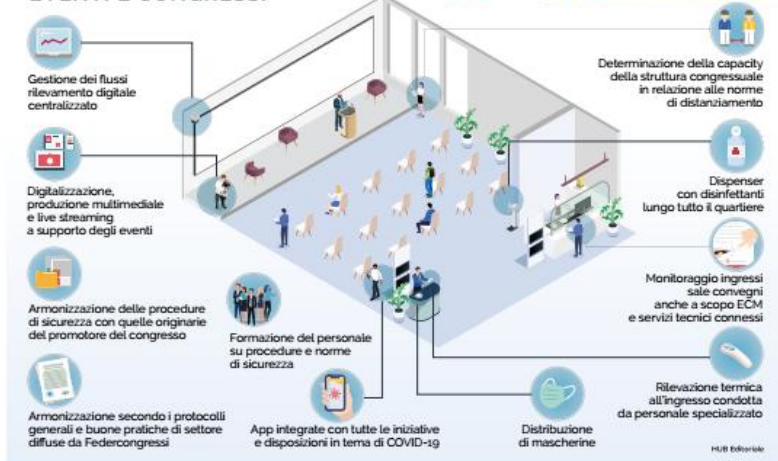 Gestione dei flussi
rilevamento digitale
centralizzato
Digitalizzazione,
produzione multimediale
e live streaming
a supporto degli eventi
Armonizzazione delle procedure
di sicurezza con quelle originarie
del promotore del congresso
Armonizzazione secondo i protocolli
generali e buone pratiche di settore
diffuse da Federcongressi
Formazione del personale
su procedure e norme
di sicurezza
App integrate con tutte le iniziative
e disposizioni in tema di COVID-19
Distribuzione
di mascherine
Determinazione della capacity
della struttura congressuale
in relazione alle norme
di distanziamento
Dispenser
con disinfettanti
lungo tutto il quartiere
Monitoraggio ingressi
sale convegni
anche a scopo ECM
e servizi tecnici connessi
Rilevazione termica
all'ingresso condotta
da personale specializzato
HUB Editoriale